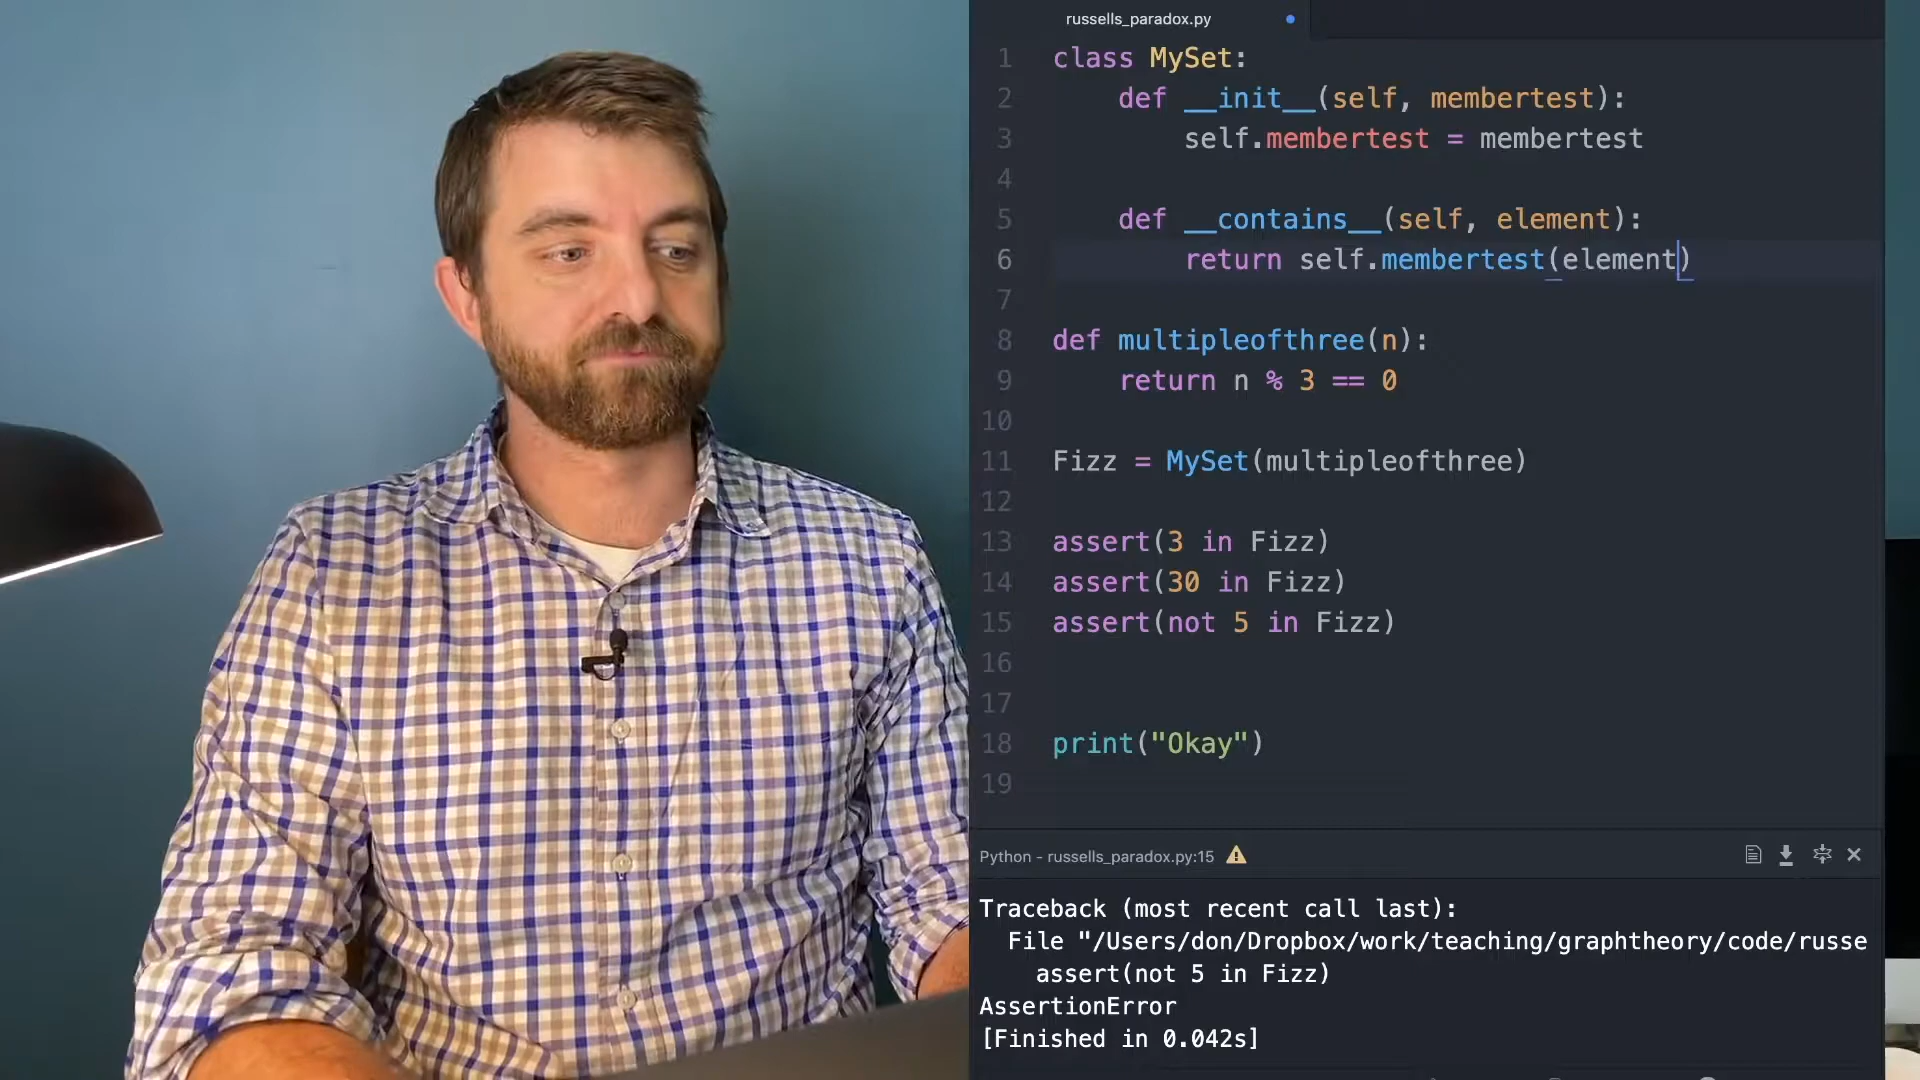 russells_paradox.py
1 class MySet:
2 def __init__(self, membertest):
3 self.membertest = membertest
4
5 def __contains__(self, element):
6 return self.membertest(element)
7
8 def multipleofthree(n):
9 return n % 3 == 0
10
11 Fizz = MySet(multipleofthree)
12
13 assert(3 in Fizz)
14 assert(30 in Fizz)
15 assert(not 5 in Fizz)
16
17
18 print("Okay")
19
Python - russells_paradox.py:15
Traceback (most recent call last):
File "/Users/don/Dropbox/work/teaching/graphtheory/code/russe
assert(not 5 in Fizz)
AssertionError
[Finished in 0.042s]